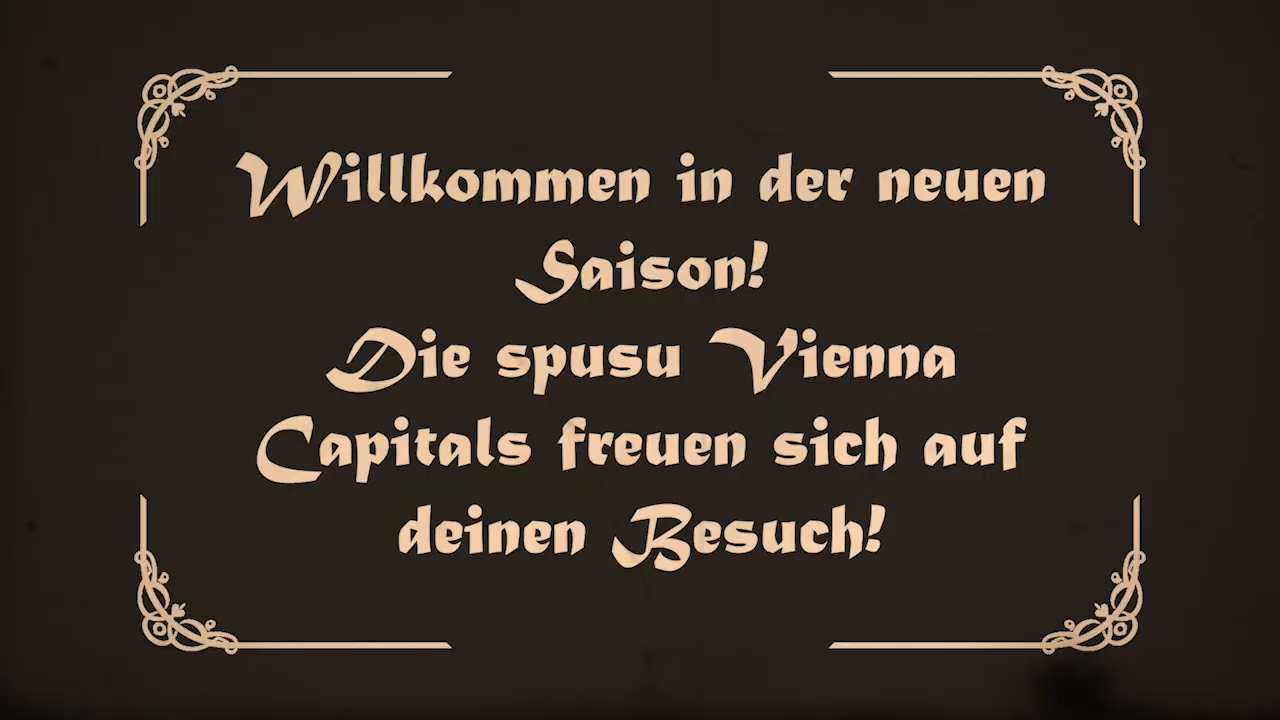 Willkommen in der neuen
Saison!
Die spusu Vienna
Capitals freuen sich auf
deinen Besuch!